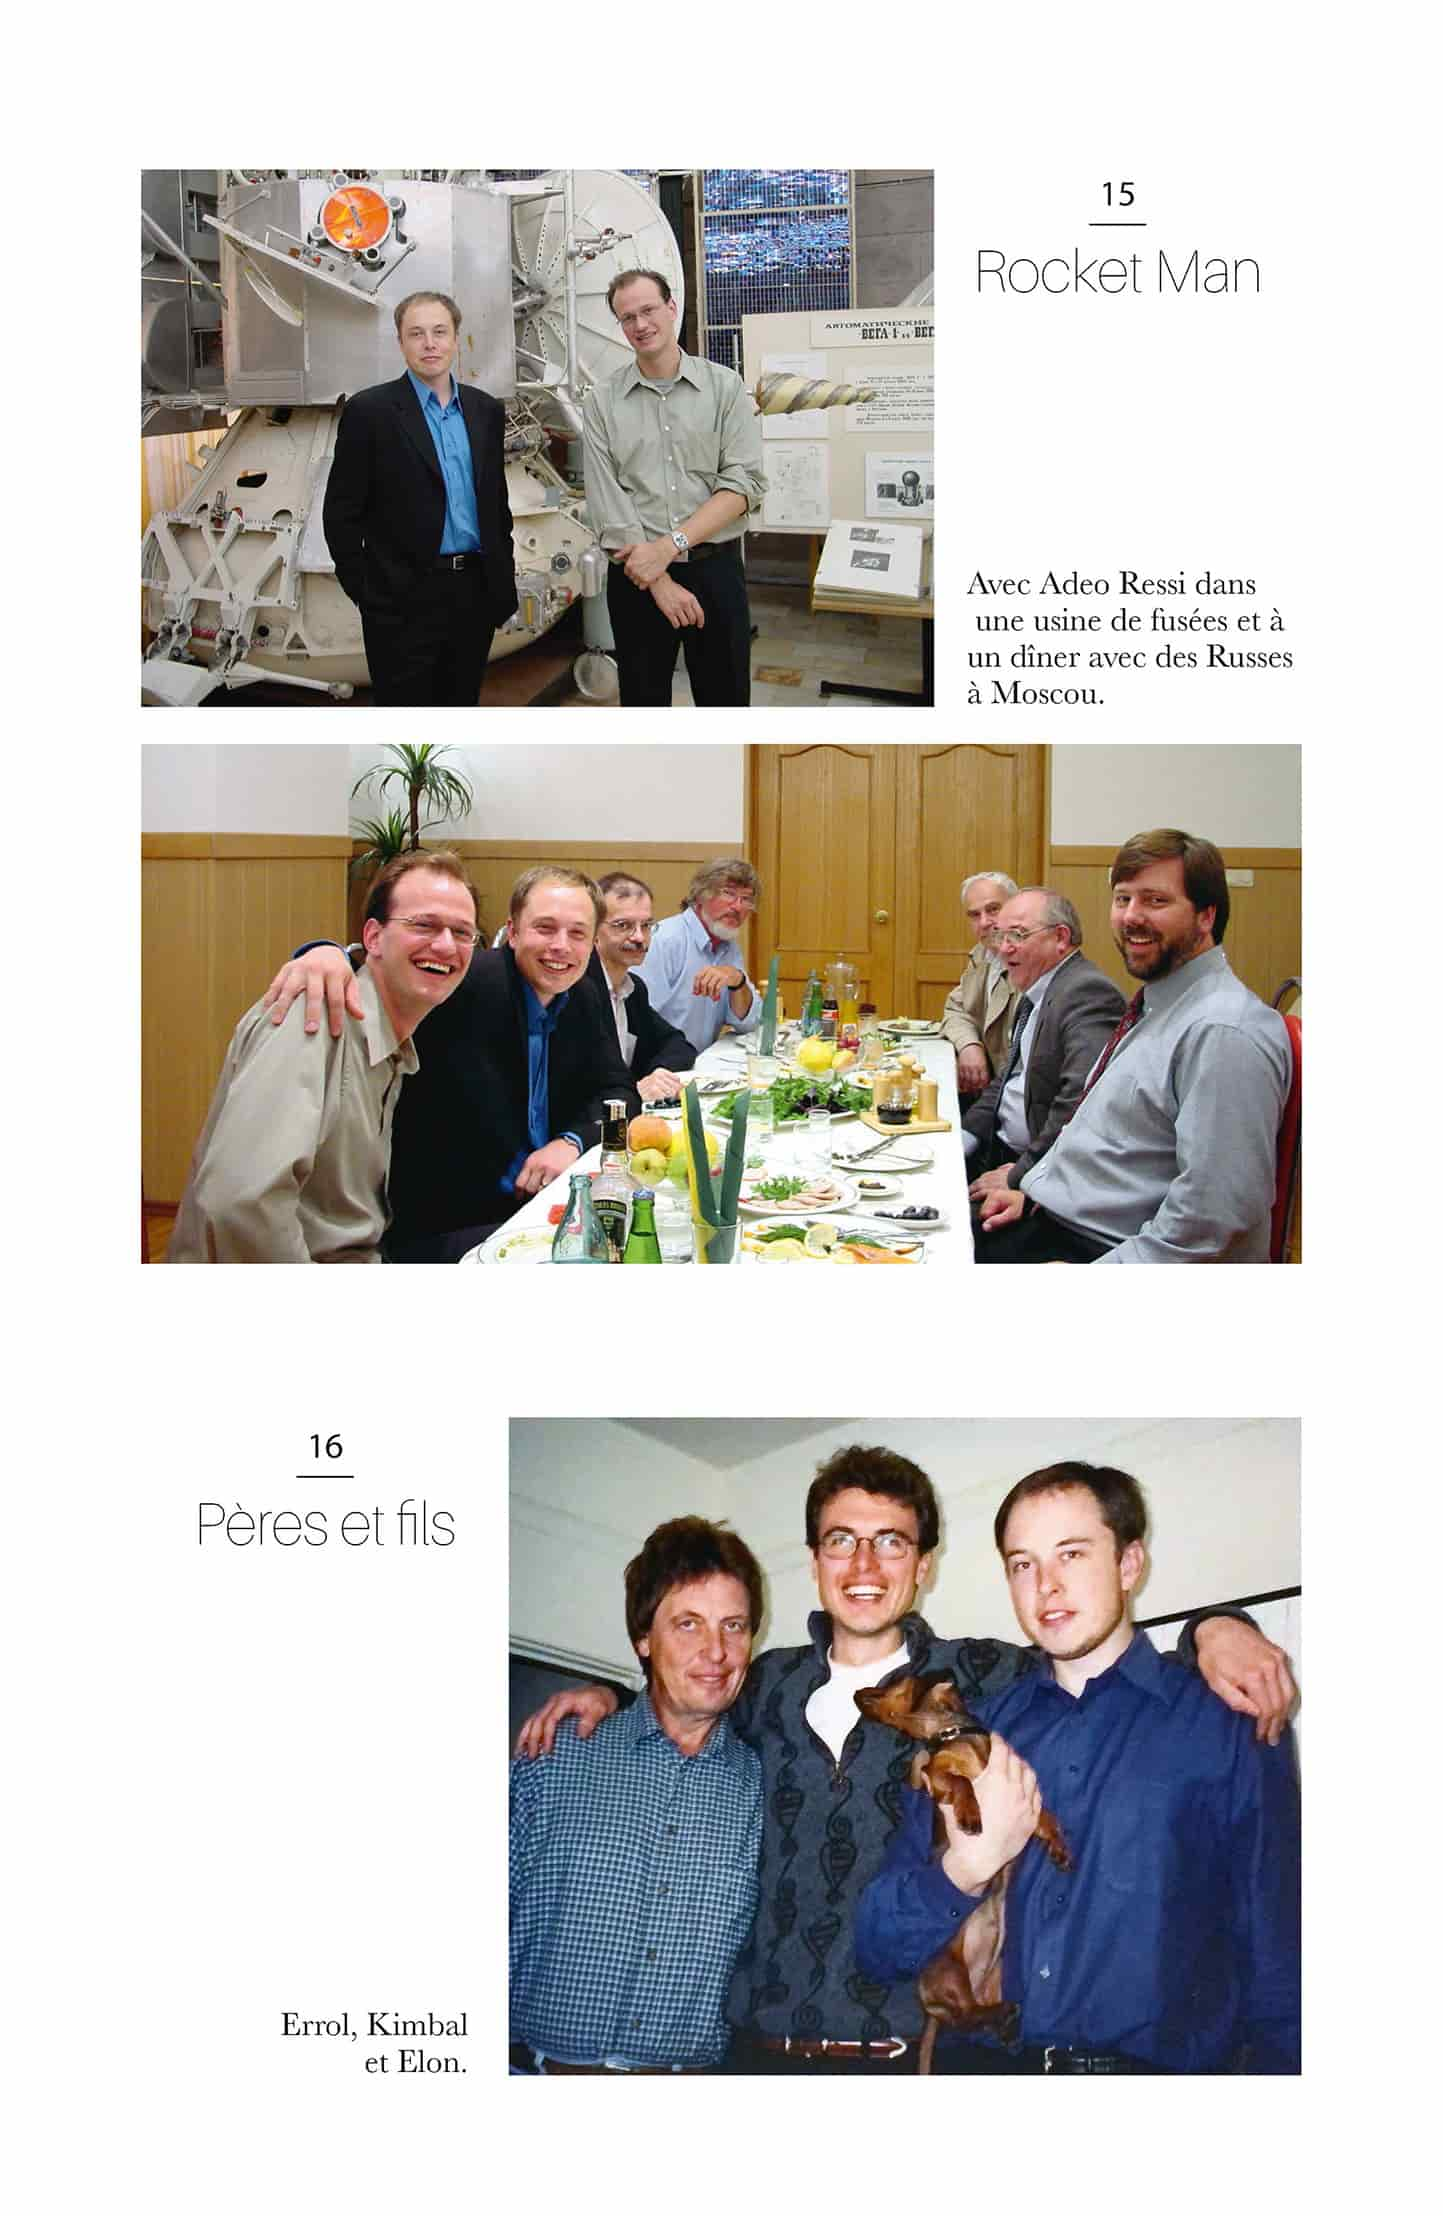 15
Rocket Man
АВТОМАТИЧЕСКИЕ
"ВЕГА-1" и "ВЕГ
Avec Adeo Ressi dans
une usine de fusées et à
un dîner avec des Russes
à Moscou.
16
Pères et fils
Errol, Kimbal
et Elon.